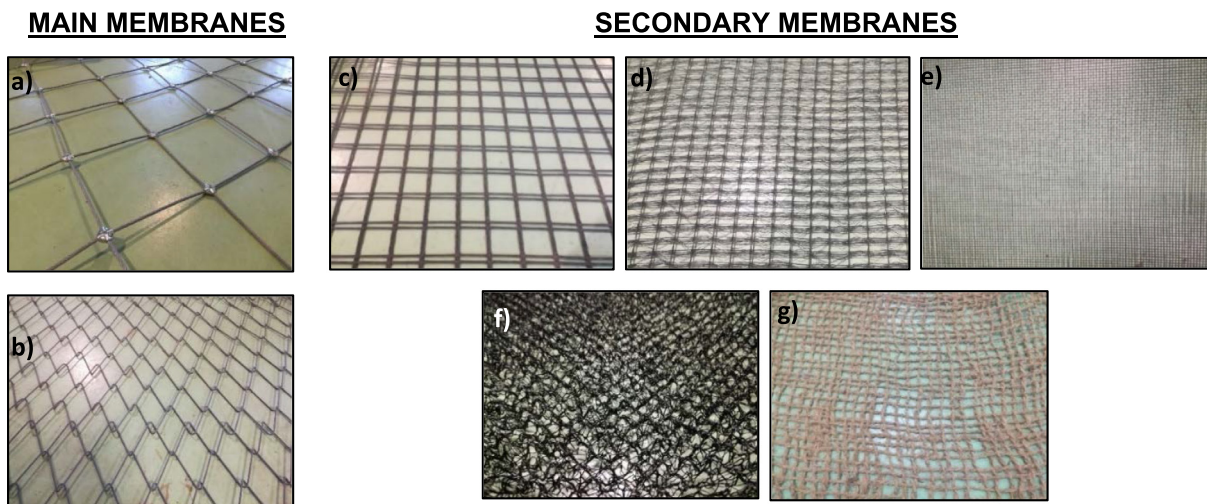 MAIN MEMBRANES
SECONDARY MEMBRANES
a)
c)
d)
e)
b)
f)
g)